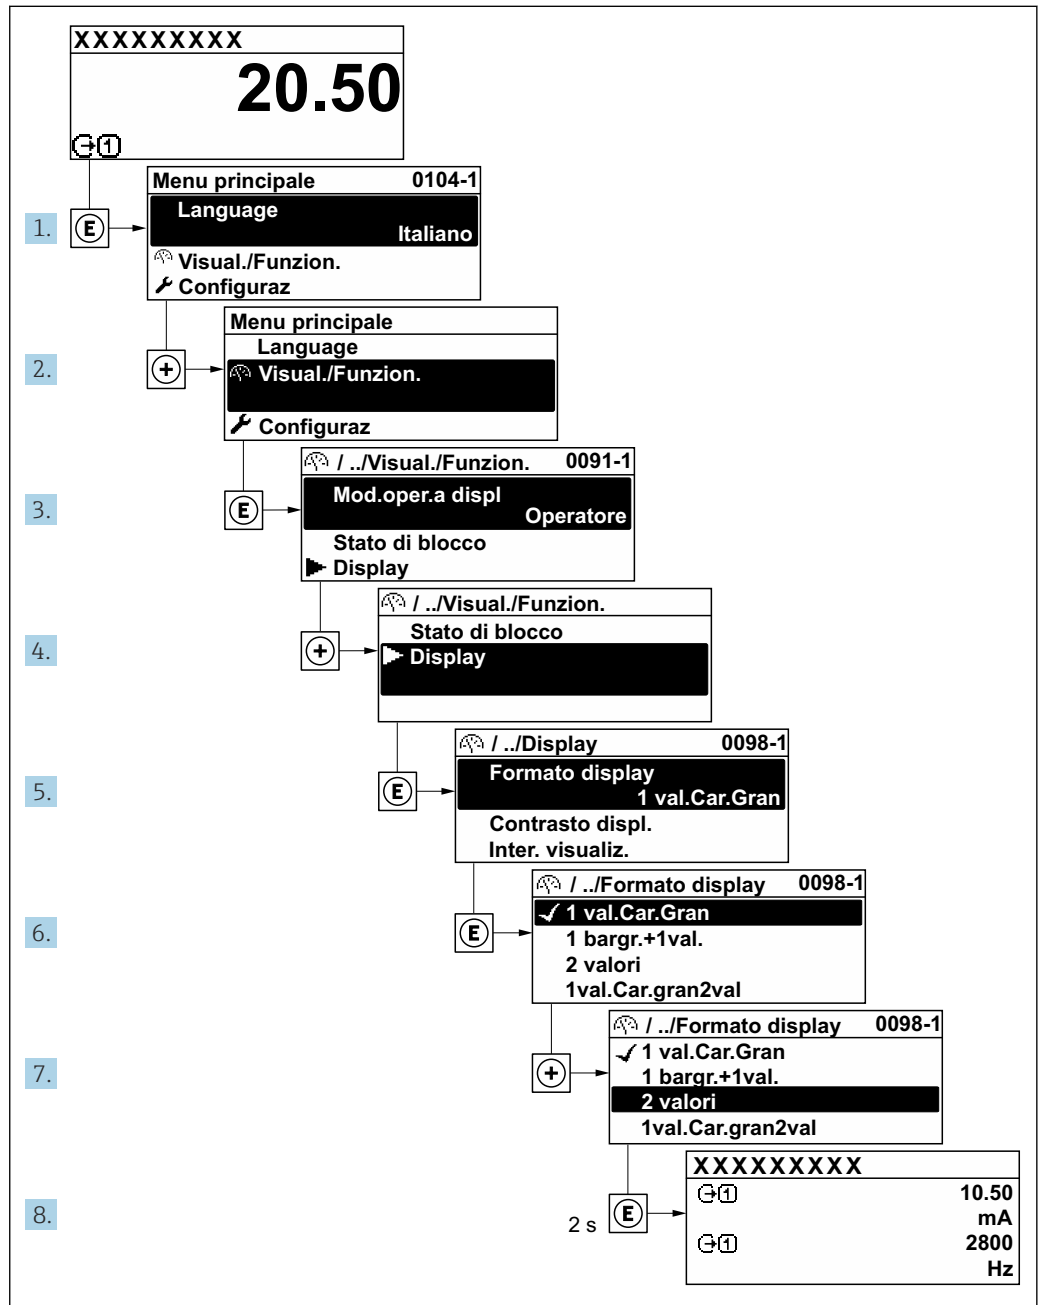 XXXXXXXXX
20.50
1
1.
E
Menu principale 0104-1
Language
Italiano
Visual./Funzion.
Configuraz
2.
+
Menu principale
Language
Visual./Funzion.
Configuraz
3.
E
/ ../Visual./Funzion. 0091-1
Mod.oper.a displ
Operatore
Stato di blocco
Display
4.
+
/ ../Visual./Funzion.
Stato di blocco
Display
5.
E
/ ../Display 0098-1
Formato display
1 val.Car.Gran
Contrasto displ.
Inter. visualiz.
6.
E
/ ../Formato display 0098-1
1 val.Car.Gran
1 bargr.+1val.
2 valori
1val.Car.gran2val
7.
+
/ ../Formato display 0098-1
1 val.Car.Gran
1 bargr.+1val.
2 valori
1val.Car.gran2val
8.
2 s
E
XXXXXXXXX
1 10.50
mA
1 2800
Hz